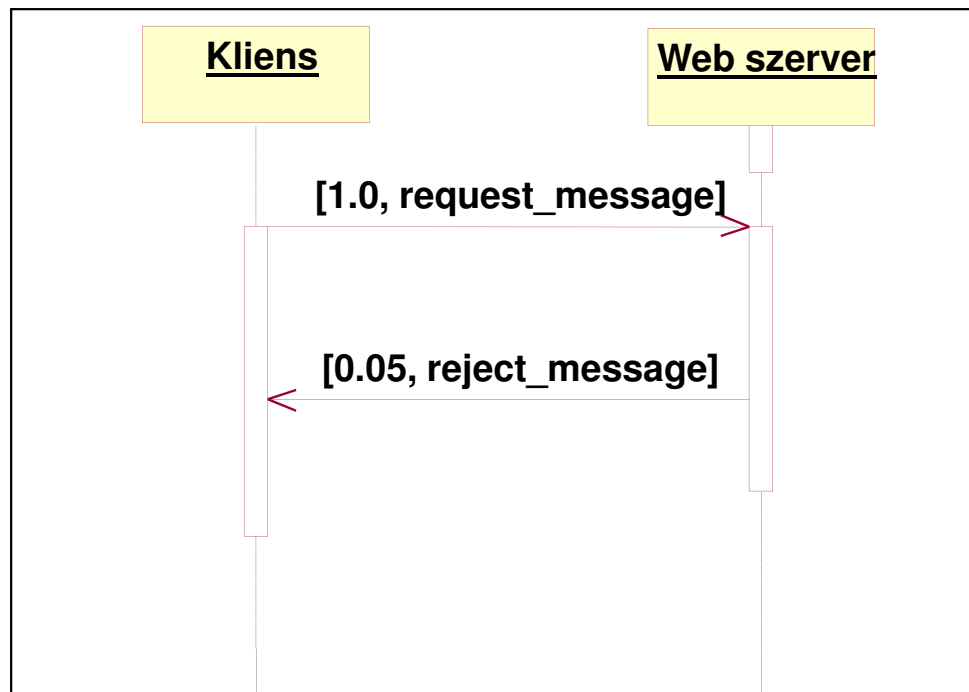 Kliens
Web szerver
[1.0, request_message]
[0.05, reject_message]